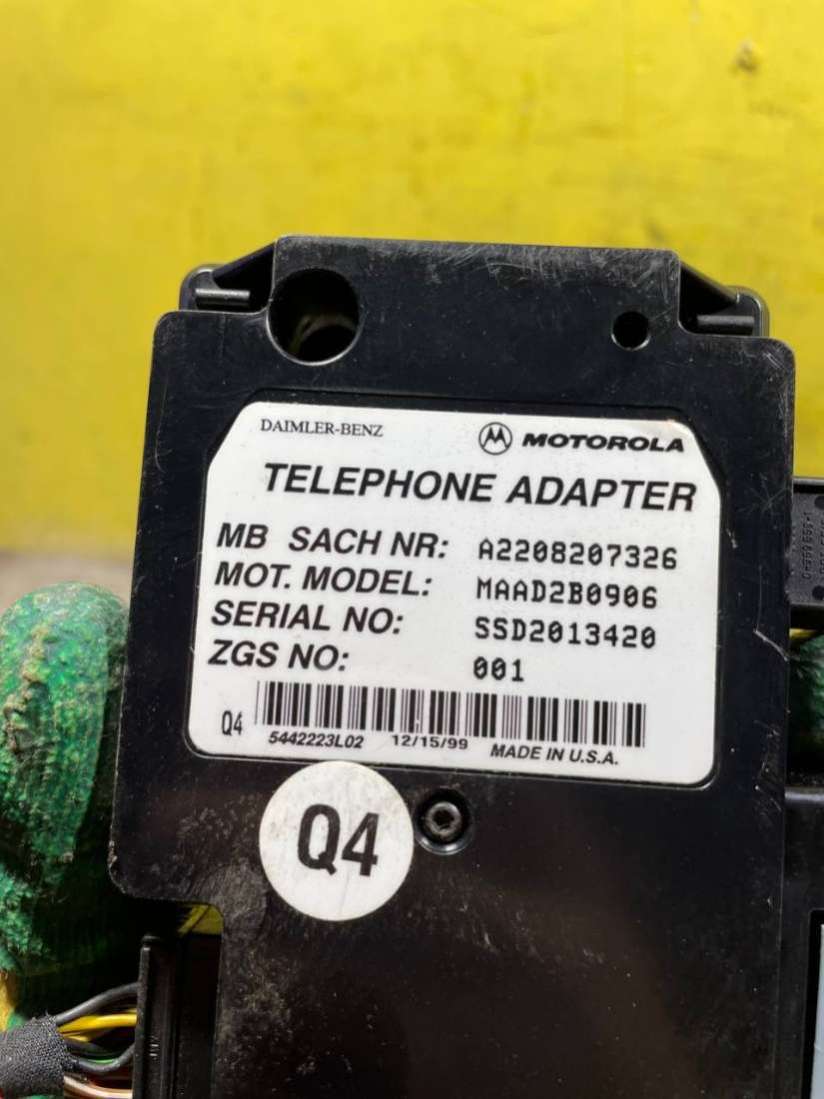 DAIMLER-BENZ
MOTOROLA
TELEPHONE ADAPTER
MB SACH NR: A2208207326
MOT. MODEL: MAAD2B0906
SERIAL NO: SSD2013420
ZGS NO: 001
Q4
5442223L02 12/15/99 MADE IN U.S.A.
Q4